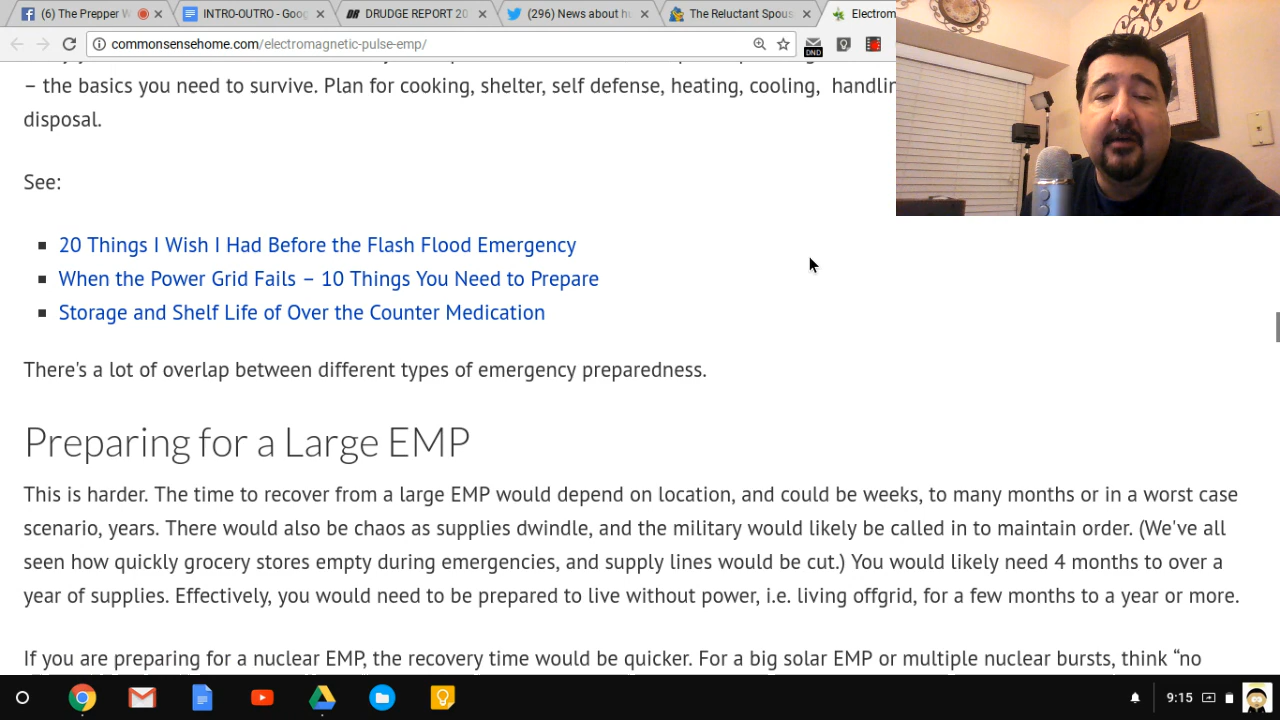 (6) The Prepper W
INTRO-OUTRO - Goog
DRUDGE REPORT 20
(296) News about hu
The Reluctant Spous
Electrom
commonsensehome.com/electromagnetic-pulse-emp/
DND
– the basics you need to survive. Plan for cooking, shelter, self defense, heating, cooling, handlin
disposal.
See:
20 Things I Wish I Had Before the Flash Flood Emergency
When the Power Grid Fails – 10 Things You Need to Prepare
Storage and Shelf Life of Over the Counter Medication
There's a lot of overlap between different types of emergency preparedness.
Preparing for a Large EMP
This is harder. The time to recover from a large EMP would depend on location, and could be weeks, to many months or in a worst case
scenario, years. There would also be chaos as supplies dwindle, and the military would likely be called in to maintain order. (We've all
seen how quickly grocery stores empty during emergencies, and supply lines would be cut.) You would likely need 4 months to over a
year of supplies. Effectively, you would need to be prepared to live without power, i.e. living offgrid, for a few months to a year or more.
If you are preparing for a nuclear EMP, the recovery time would be quicker. For a big solar EMP or multiple nuclear bursts, think “no
9:15